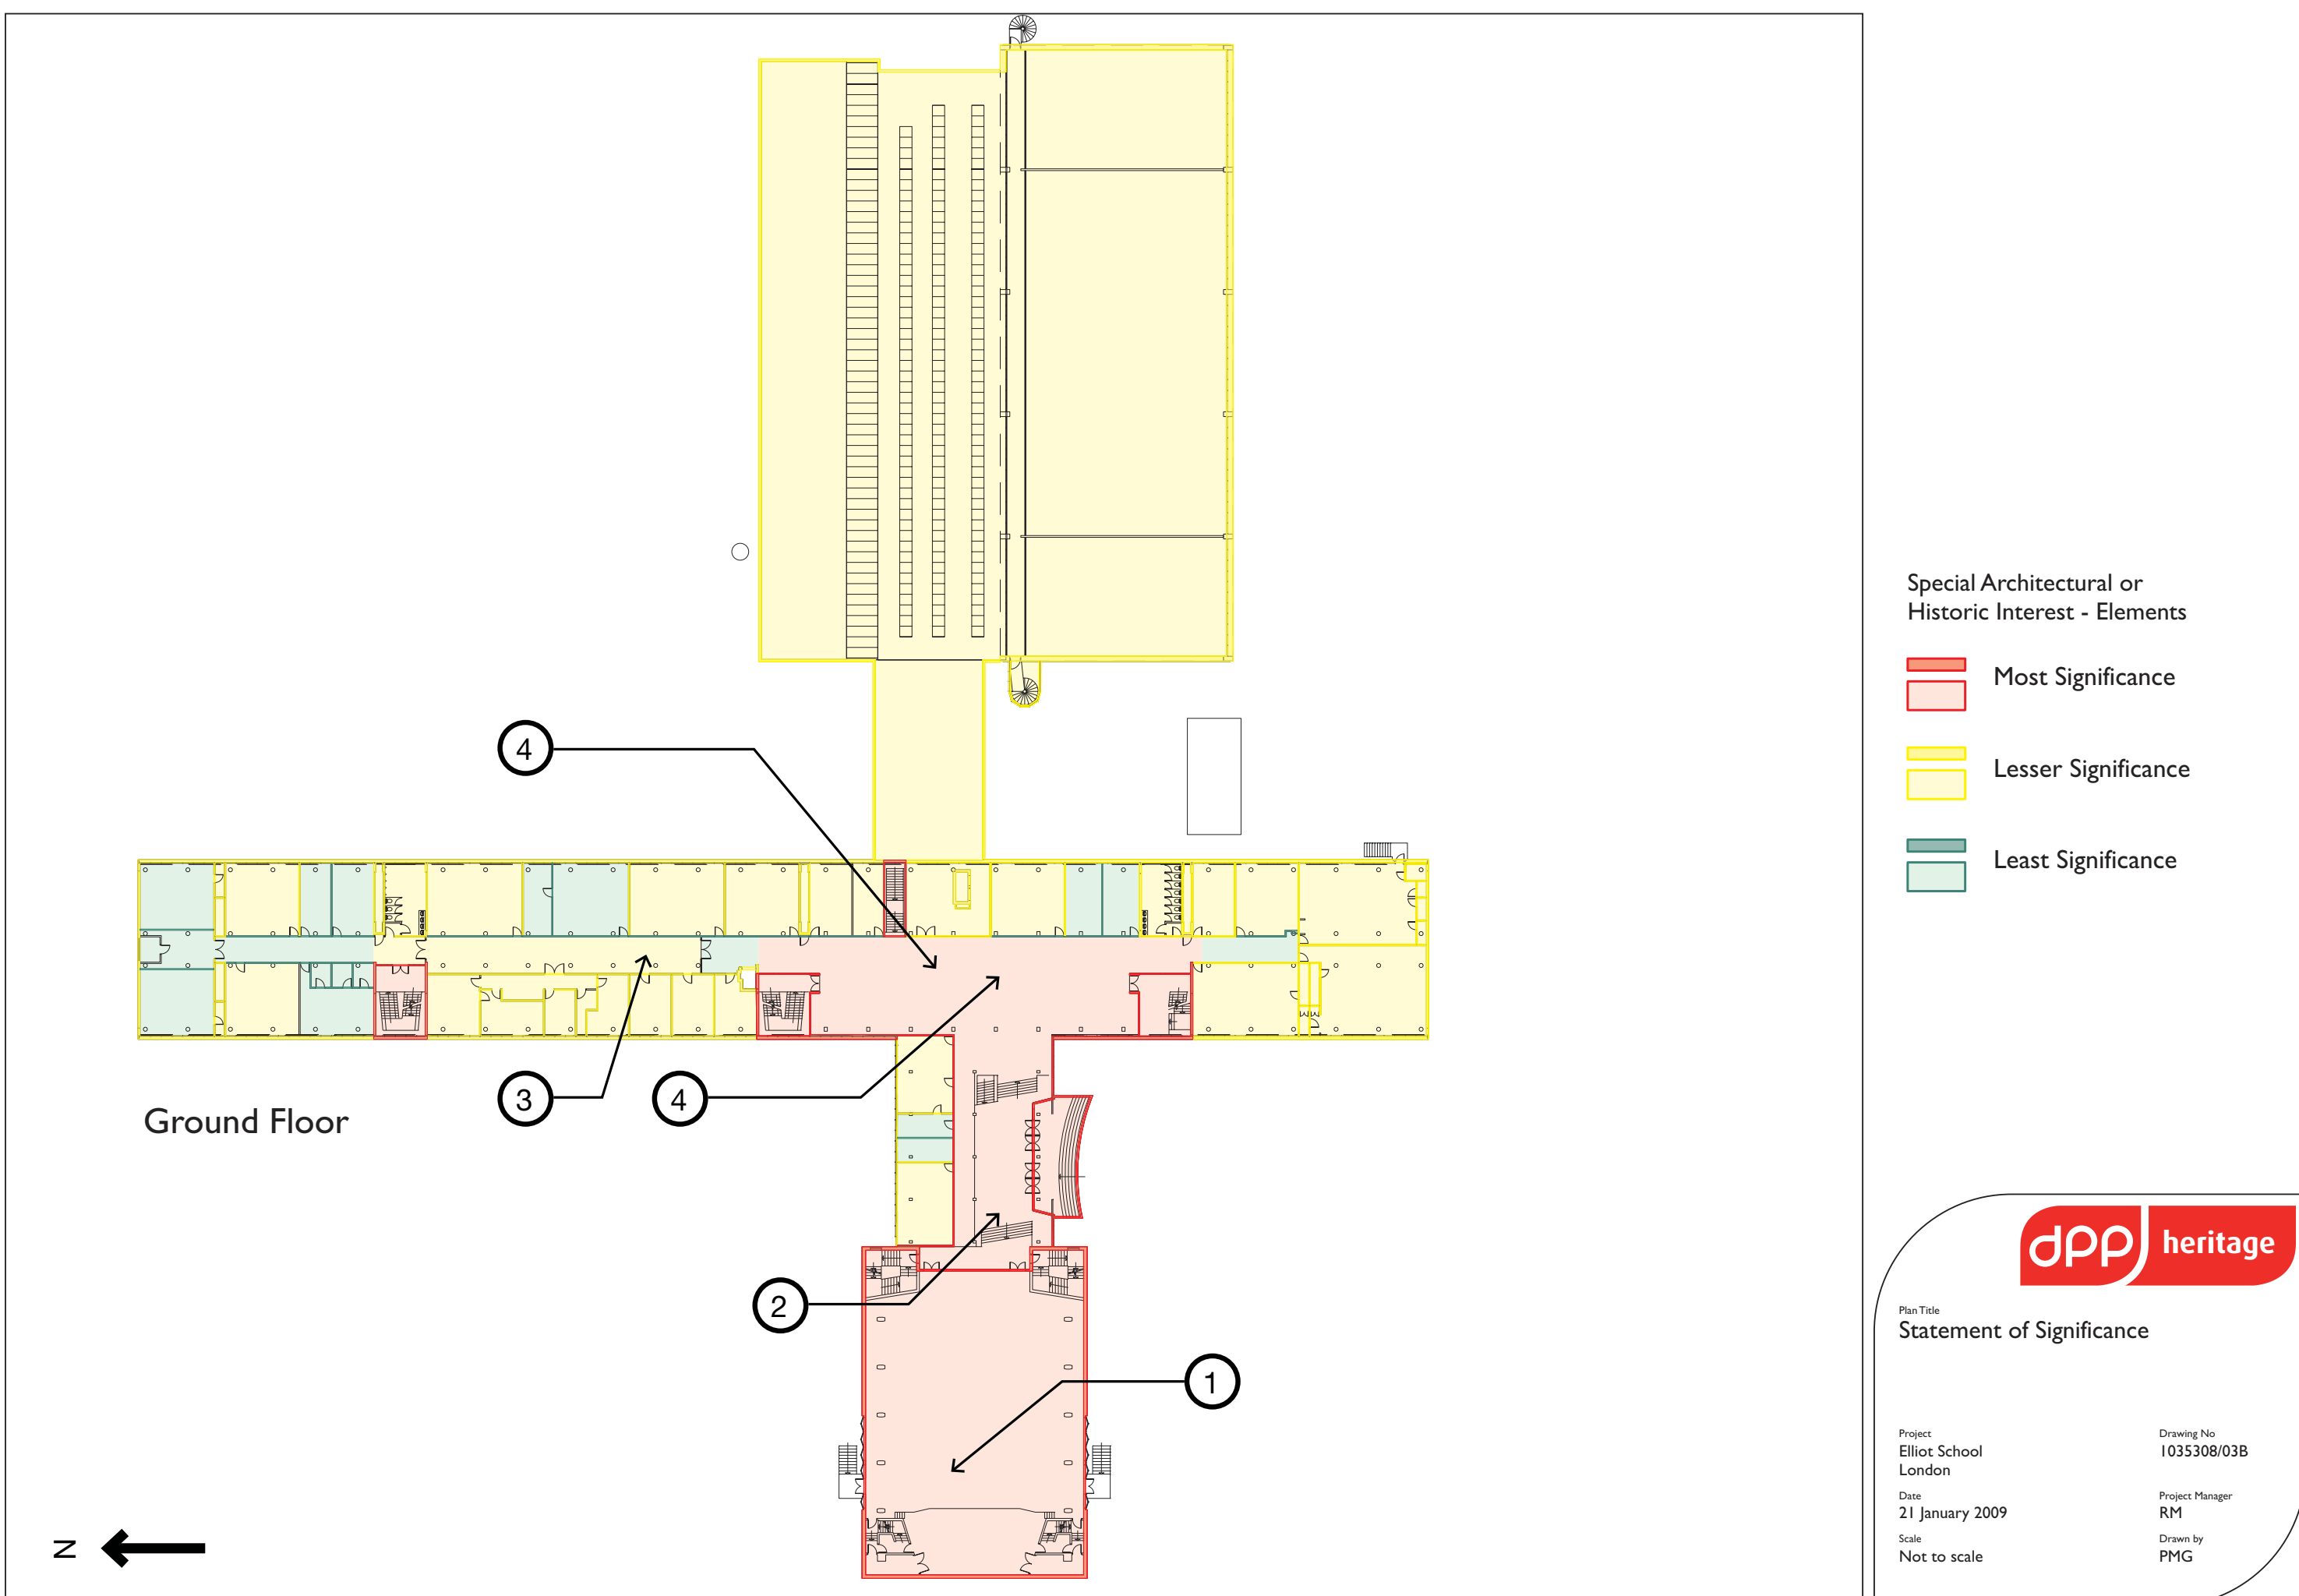 4
3
4
2
1
Ground Floor
N
Special Architectural or
Historic Interest - Elements
Most Significance
Lesser Significance
Least Significance
dpp heritage
Plan Title
Statement of Significance
Project
Elliot School
London
Drawing No
1035308/03B
Date
21 January 2009
Project Manager
RM
Scale
Not to scale
Drawn by
PMG